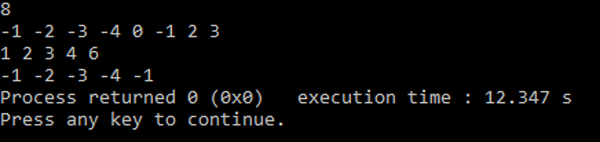 8
-1 -2 -3 -4 0 -1 2 3
1 2 3 4 6
-1 -2 -3 -4 -1
Process returned 0 (0x0)   execution time : 12.347 s
Press any key to continue.